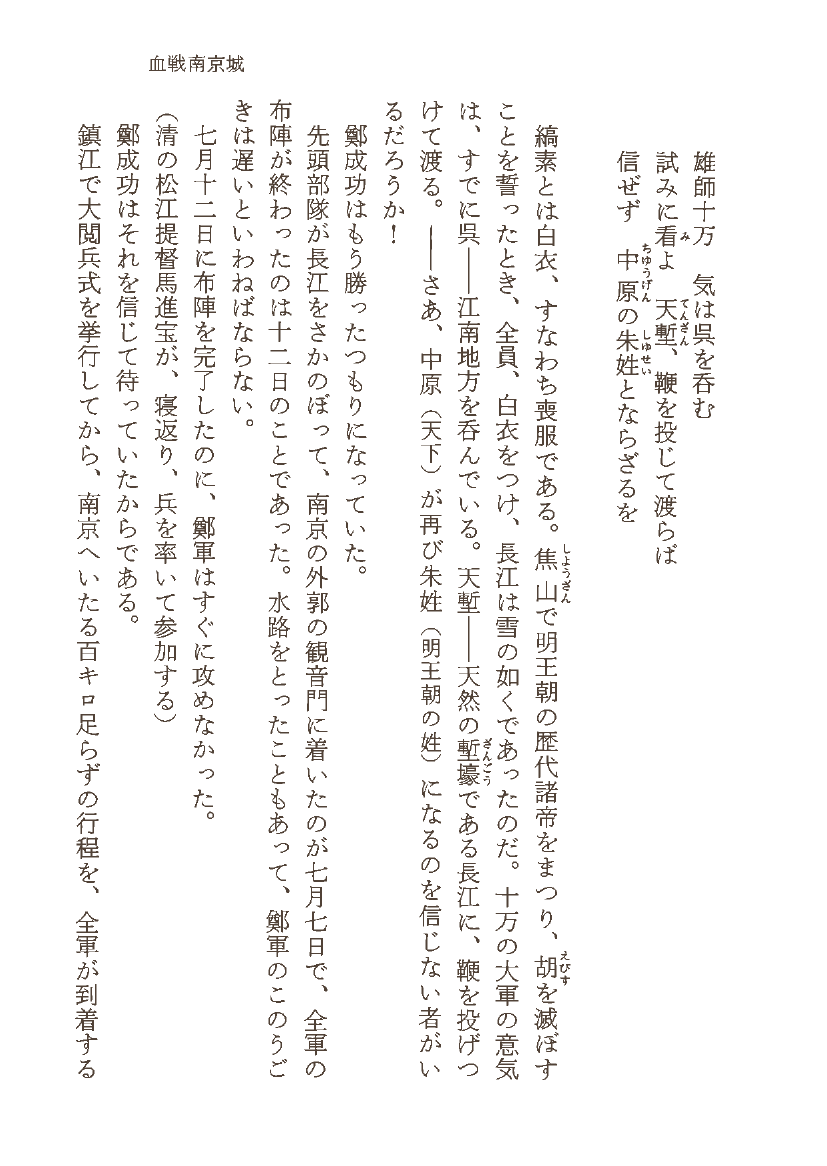 血戦南京城
雄師十万　気は呉を呑む
試みに看よ　天塹、鞭を投じて渡らば
信ぜず　中原の朱姓とならざるを
縞素とは白衣、すなわち喪服である。焦山で明王朝の歴代諸帝をまつり、胡を滅ぼす
ことを誓ったとき、全員、白衣をつけ、長江は雪の如くであったのだ。十万の大軍の意気
は、すでに呉――江南地方を呑んでいる。天塹――天然の塹壕である長江に、鞭を投げつ
けて渡る。――さあ、中原（天下）が再び朱姓（明王朝の姓）になるのを信じない者がい
るだろうか！
鄭成功はもう勝ったつもりになっていた。
先頭部隊が長江をさかのぼって、南京の外郭の観音門に着いたのが七月七日で、全軍の
布陣が終わったのは十二日のことであった。水路をとったこともあって、鄭軍のこのうご
きは遅いといわねばならない。
七月十二日に布陣を完了したのに、鄭軍はすぐに攻めなかった。
（清の松江提督馬進宝が、寝返り、兵を率いて参加する）
鄭成功はそれを信じて待っていたからである。
鎮江で大閲兵式を挙行してから、南京へいたる百キロ足らずの行程を、全軍が到着する